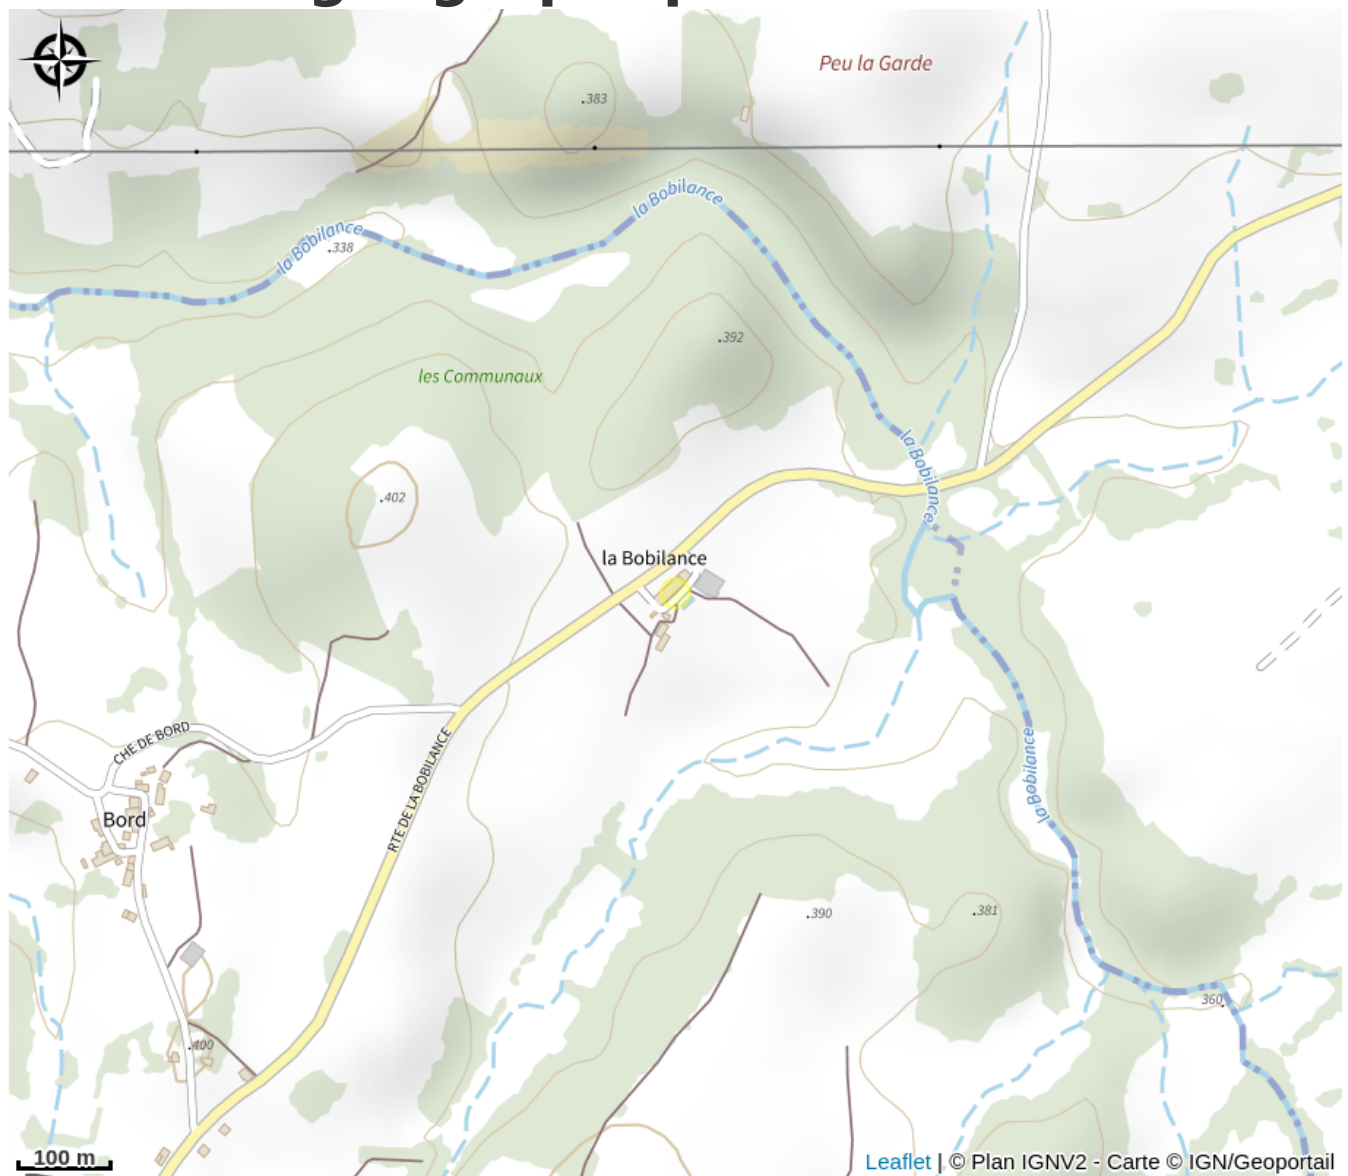 Peu la Garde
383
la Bobilance
la Bobilance
338
392
les Communaux
la Bobilance
402
la Bobilance
CHE DE BORD
RTE DE LA BOBILANCE
la Bobilance
Bord
390
381
360
400
100 m
Leaflet | © Plan IGNV2 - Carte © IGN/Geoportail